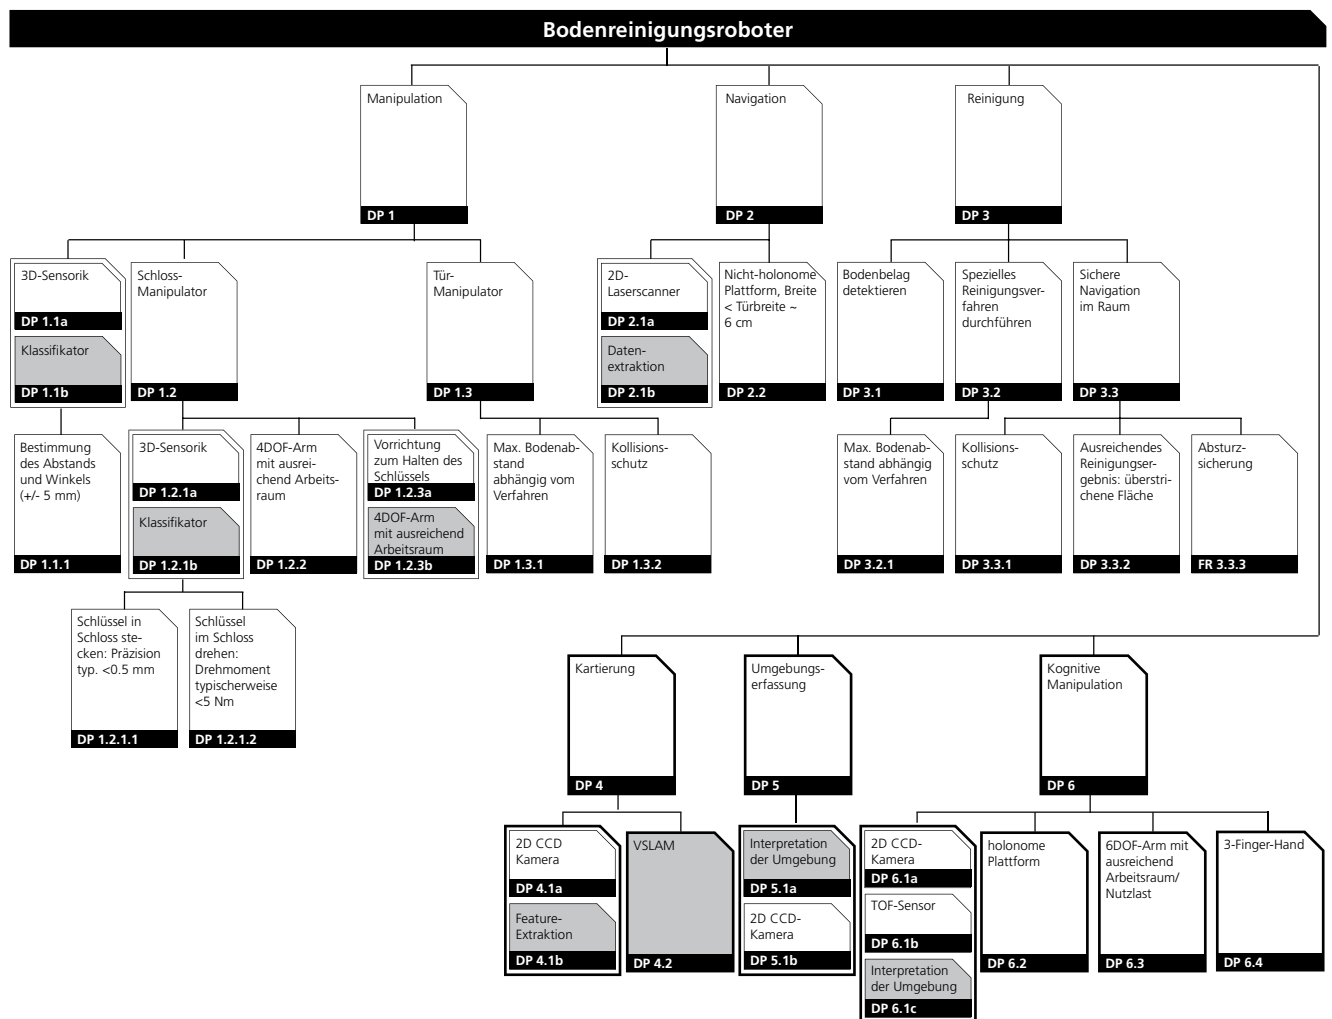 Bodenreinigungsroboter
Manipulation
DP 1
Navigation
DP 2
Reinigung
DP 3
3D-Sensorik
DP 1.1a
Klassifikator
DP 1.1b
Schloss-
Manipulator
DP 1.2
Tür-
Manipulator
DP 1.3
2D-
Laserscanner
DP 2.1a
Daten-
extraktion
DP 2.1b
Nicht-holonome
Plattform, Breite
< Türbreite ~
6 cm
DP 2.2
Bodenbelag
detektieren
DP 3.1
Spezielles
Reinigungsver-
fahren
durchführen
DP 3.2
Sichere
Navigation
im Raum
DP 3.3
Bestimmung
des Abstands
und Winkels
(+/- 5 mm)
DP 1.1.1
3D-Sensorik
DP 1.2.1a
Klassifikator
DP 1.2.1b
4DOF-Arm
mit ausrei-
chend Arbeits-
raum
DP 1.2.2
Vorrichtung
zum Halten des
Schlüssels
DP 1.2.3a
4DOF-Arm
mit ausreichend
Arbeitsraum
DP 1.2.3b
Max. Bodenab-
stand
abhängig vom
Verfahren
DP 1.3.1
Kollisions-
schutz
DP 1.3.2
Max. Bodenab-
stand abhängig
vom Verfahren
DP 3.2.1
Kollisions-
schutz
DP 3.3.1
Ausreichendes
Reinigungser-
gebnis: überstri-
chene Fläche
DP 3.3.2
Absturz-
sicherung
FR 3.3.3
Schlüssel in
Schloss ste-
cken: Präzision
typ. <0.5 mm
DP 1.2.1.1
Schlüssel
im Schloss
drehen:
Drehmoment
typischerweise
<5 Nm
DP 1.2.1.2
Kartierung
DP 4
Umgebungs-
erfassung
DP 5
Kognitive
Manipulation
DP 6
2D CCD
Kamera
DP 4.1a
Feature-
Extraktion
DP 4.1b
VSLAM
DP 4.2
Interpretation
der Umgebung
DP 5.1a
2D CCD-
Kamera
DP 5.1b
2D CCD-
Kamera
DP 6.1a
TOF-Sensor
DP 6.1b
Interpretation
der Umgebung
DP 6.1c
holonome
Plattform
DP 6.2
6DOF-Arm mit
ausreichend
Arbeitsraum/
Nutzlast
DP 6.3
3-Finger-Hand
DP 6.4